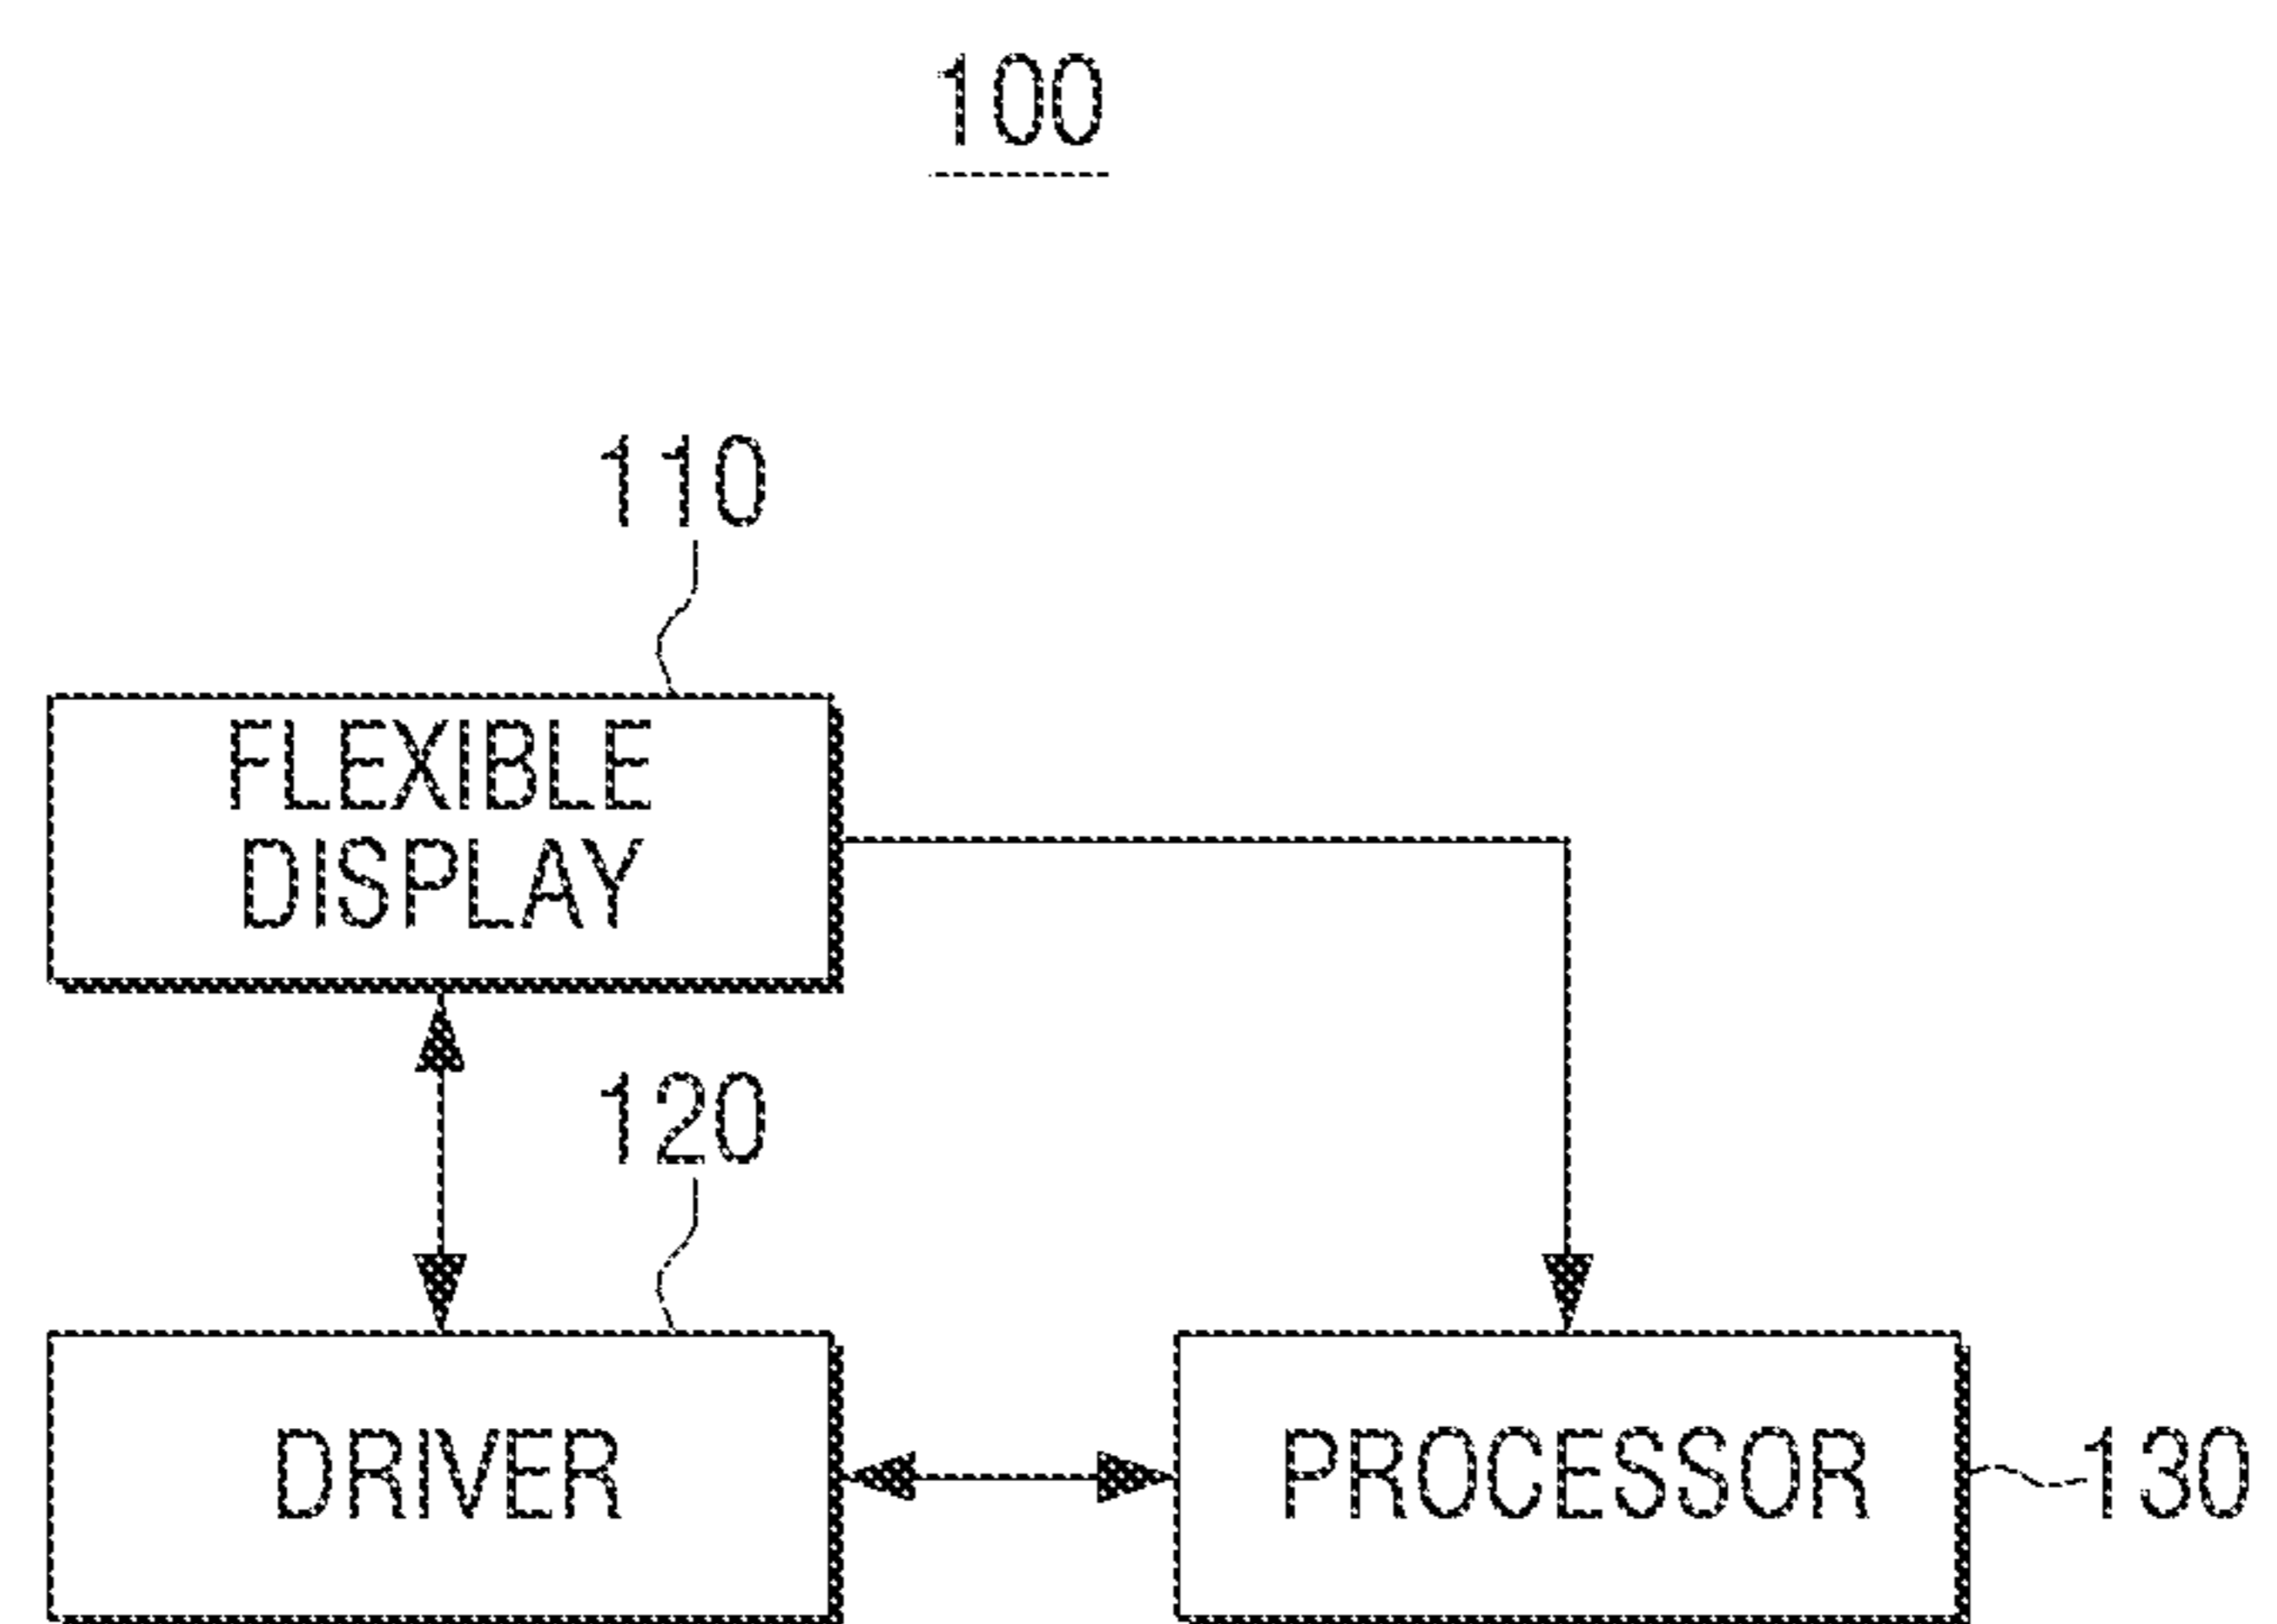 100
110
FLEXIBLE
DISPLAY
120
DRIVER
PROCESSOR
130